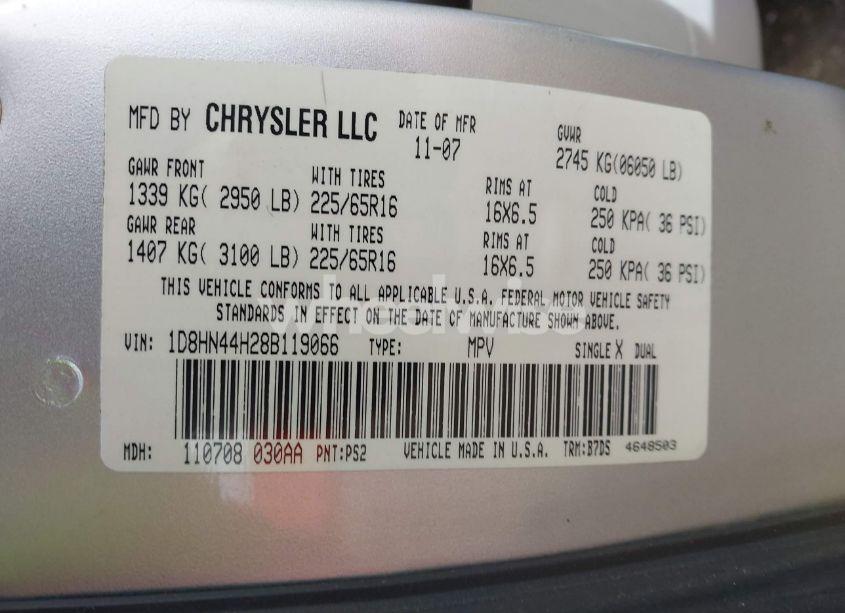 MFD BY CHRYSLER LLC DATE OF MFR 11-07 GVWR 2745 KG(06050 LB)
GAWR FRONT WITH TIRES RIMS AT COLD
1339 KG( 2950 LB) 225/65R16 16X6.5 250 KPA( 36 PSI)
GAWR REAR WITH TIRES RIMS AT COLD
1407 KG( 3100 LB) 225/65R16 16X6.5 250 KPA( 36 PSI)
THIS VEHICLE CONFORMS TO ALL APPLICABLE U.S.A. FEDERAL MOTOR VEHICLE SAFETY
STANDARDS IN EFFECT ON THE DATE OF MANUFACTURE SHOWN ABOVE.
VIN: 1D8HN44H28B119066 TYPE: MPV SINGLE X DUAL
MDH: 110708 030AA PNT:PS2 VEHICLE MADE IN U.S.A. TRM:B7D5 4648503